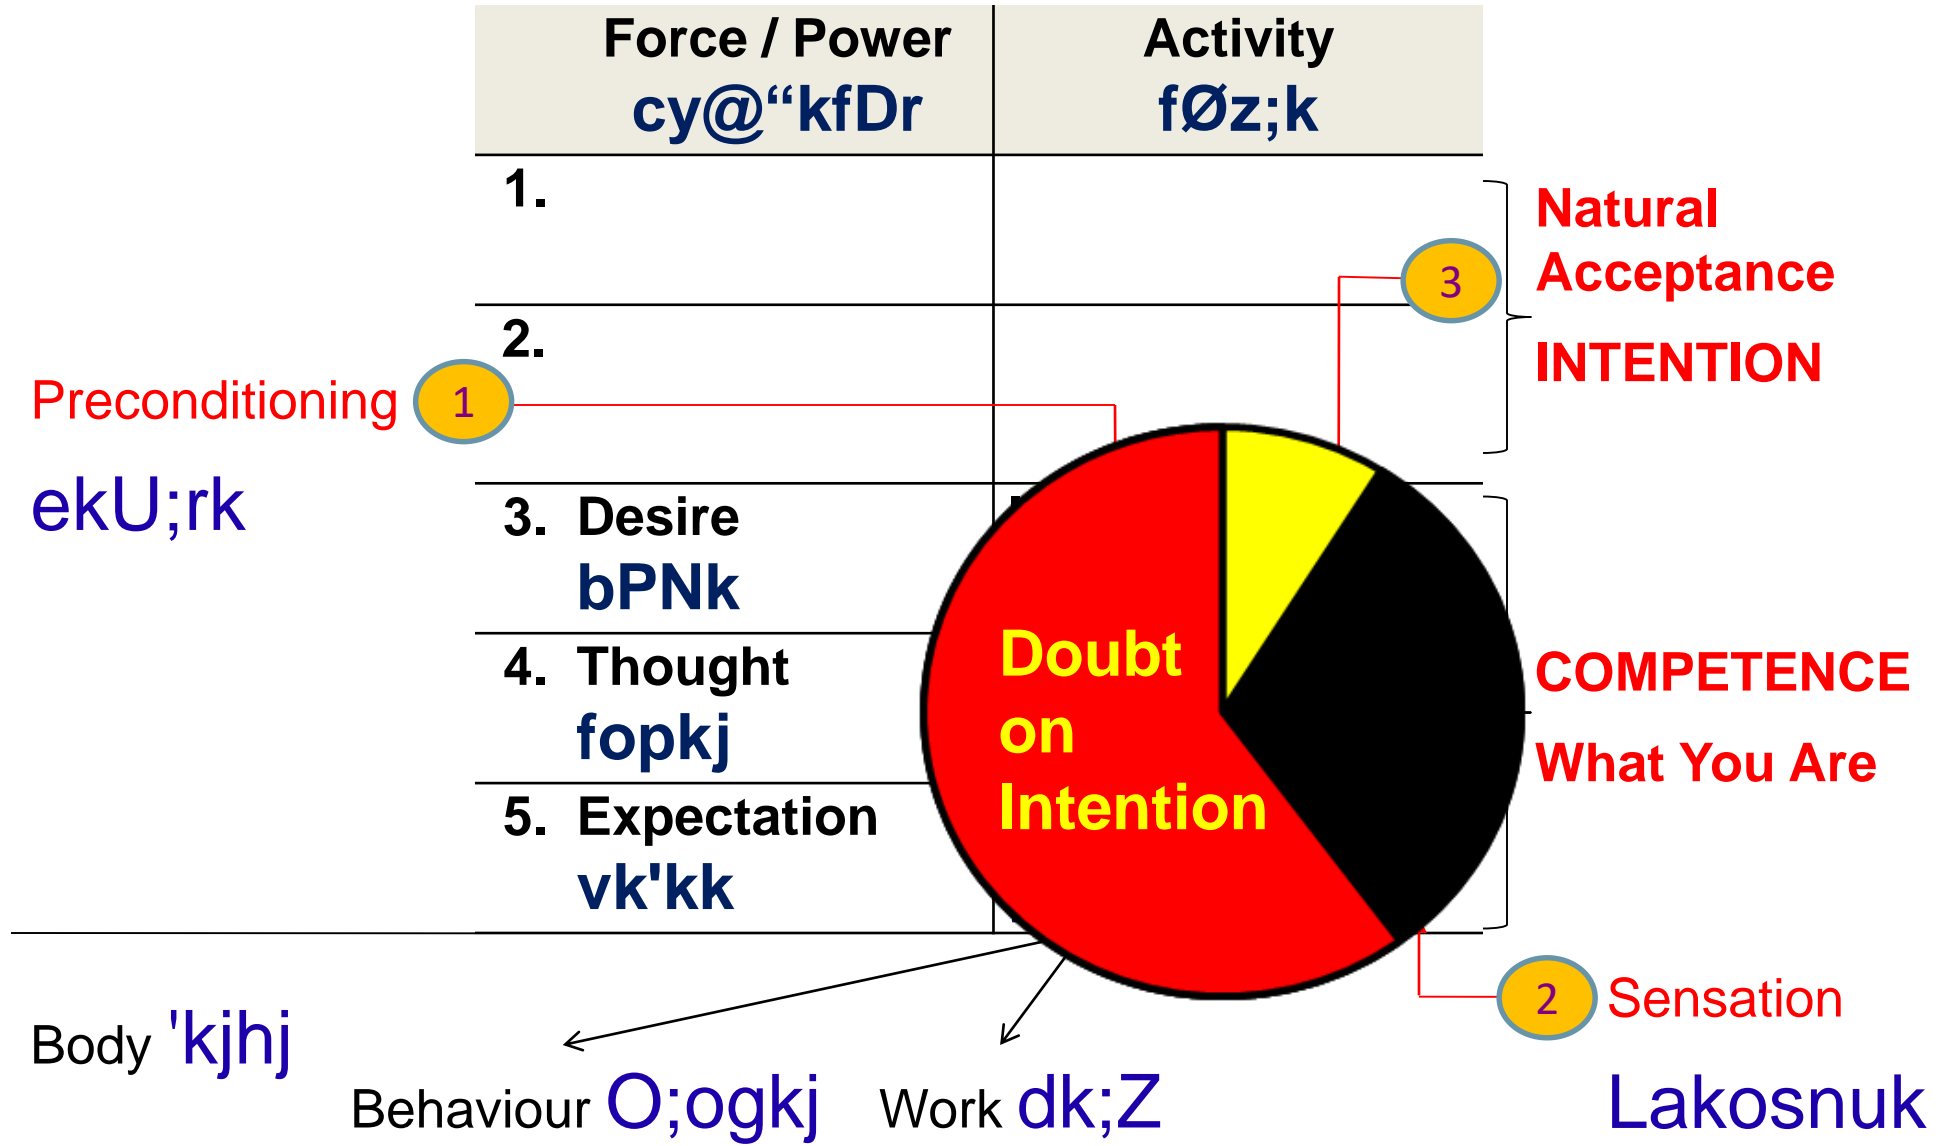 Force / Power
cy@“kfDr
Activity
fØz;k
1.
2.
3. Desire
bPNk
4. Thought
fopkj
5. Expectation
vk'kk
Natural
Acceptance
INTENTION
3
Preconditioning
1
ekU;rk
Doubt
on
Intention
COMPETENCE
What You Are
2
Sensation
Lakosnuk
Body 'kjhj
Behaviour O;ogkj
Work dk;Z